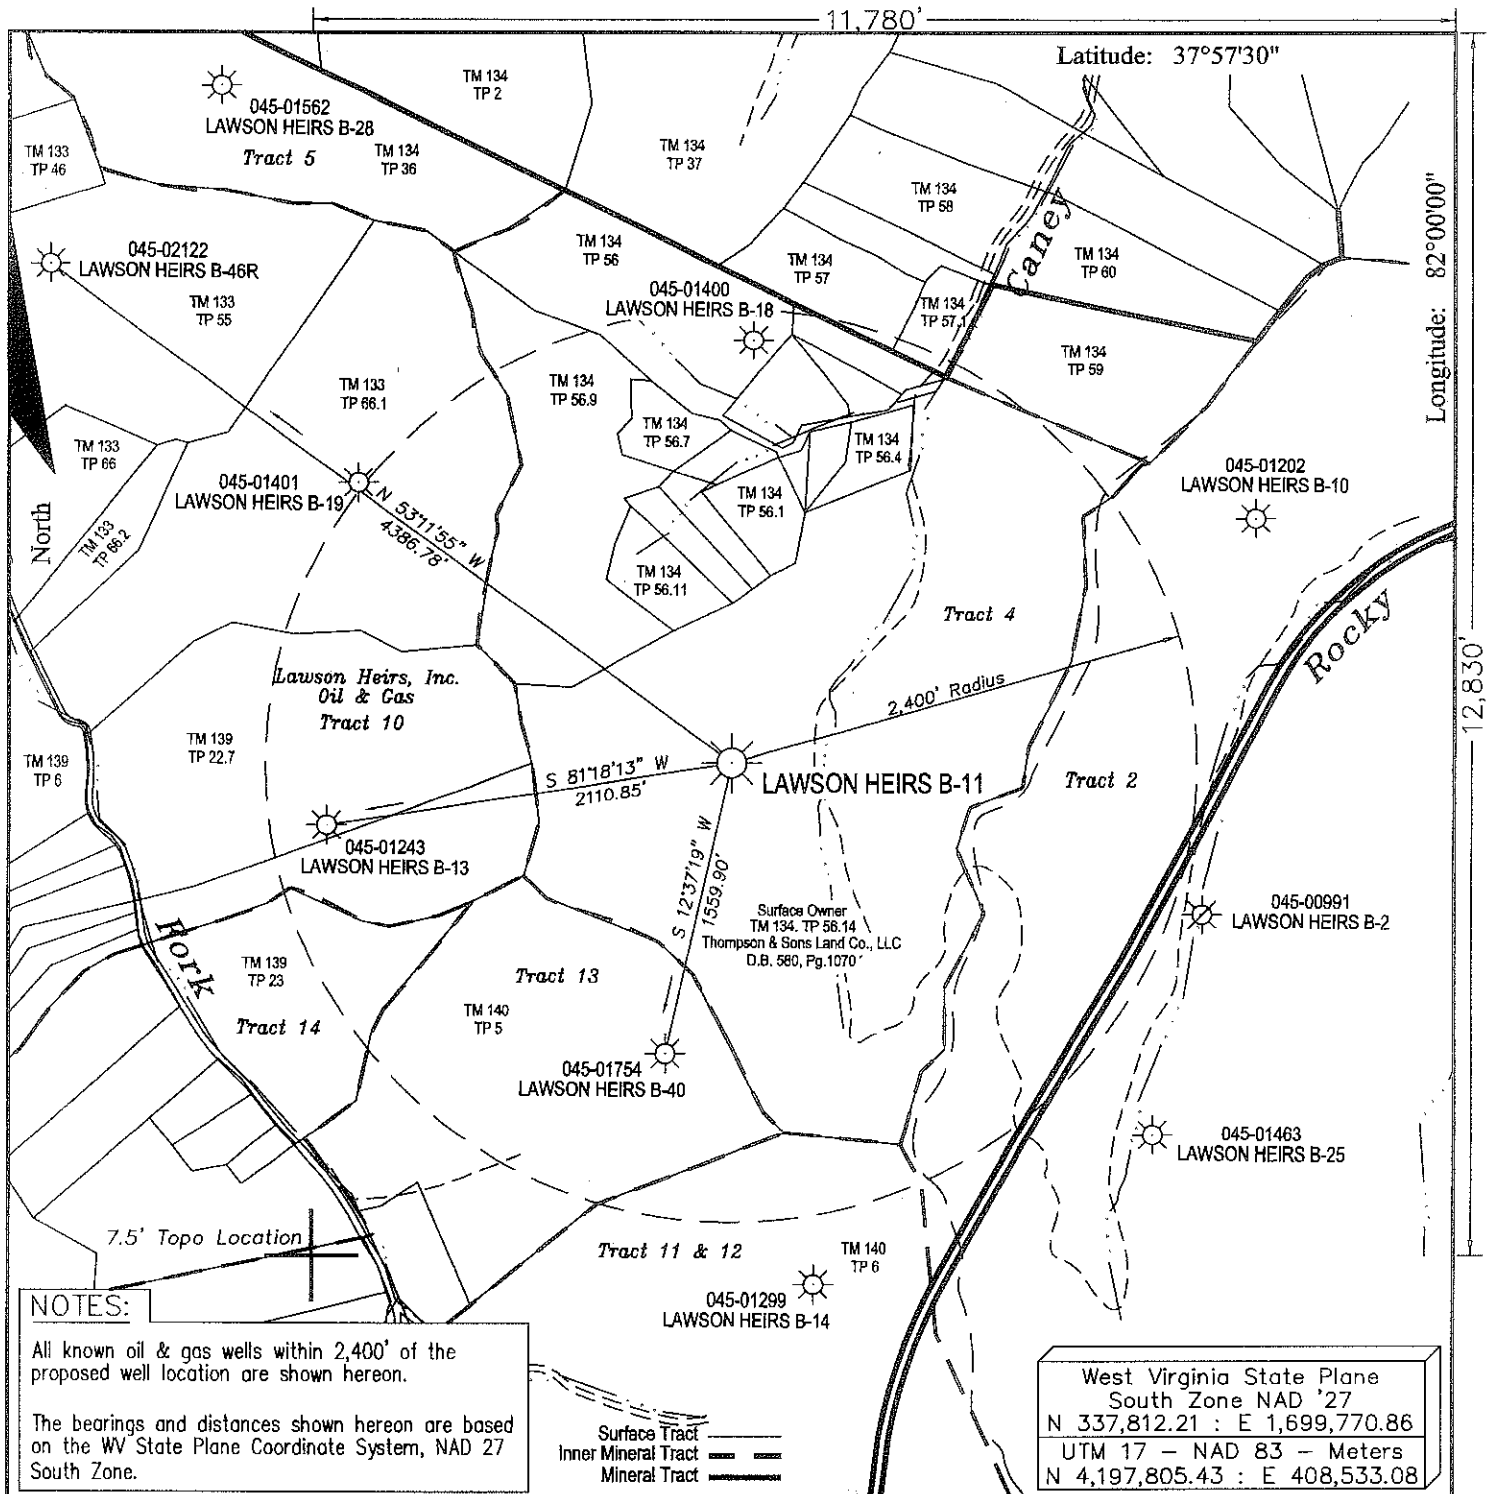 11,780'
Latitude: 37°57'30"
TM 134
TP 2
045-01562
LAWSON HEIRS B-28
Tract 5
TM 134
TP 36
TM 133
TP 46
TM 134
TP 37
TM 134
TP 58
Caney
Longitude: 82°00'00"
045-02122
LAWSON HEIRS B-46R
TM 133
TP 55
TM 134
TP 56
TM 134
TP 57
TM 134
TP 60
045-01400
LAWSON HEIRS B-18
TM 134
TP 57.1
TM 134
TP 59
TM 133
TP 66.1
TM 134
TP 56.9
TM 134
TP 56.7
TM 134
TP 56.4
TM 133
TP 66
045-01401
LAWSON HEIRS B-19
N 53°11'55" W
4386.78'
TM 134
TP 56.1
045-01202
LAWSON HEIRS B-10
North
TM 133
TP 66.2
TM 134
TP 56.11
Tract 4
Rocky
12,830'
Lawson Heirs, Inc.
Oil & Gas
Tract 10
2,400' Radius
TM 139
TP 6
TM 139
TP 22.7
S 81°18'13" W
2110.85'
LAWSON HEIRS B-11
Tract 2
045-01243
LAWSON HEIRS B-13
S 12°37'19" W
1559.90'
Surface Owner
TM 134. TP 56.14
Thompson & Sons Land Co., LLC
D.B. 580, Pg.1070
045-00991
LAWSON HEIRS B-2
Fork
TM 139
TP 23
Tract 13
Tract 14
TM 140
TP 5
045-01754
LAWSON HEIRS B-40
045-01463
LAWSON HEIRS B-25
7.5' Topo Location
Tract 11 & 12
TM 140
TP 6
045-01299
LAWSON HEIRS B-14
NOTES:
All known oil & gas wells within 2,400' of the
proposed well location are shown hereon.
The bearings and distances shown hereon are based
on the WV State Plane Coordinate System, NAD 27
South Zone.
Surface Tract
Inner Mineral Tract
Mineral Tract
West Virginia State Plane
South Zone NAD '27
N 337,812.21 : E 1,699,770.86
UTM 17 – NAD 83 – Meters
N 4,197,805.43 : E 408,533.08